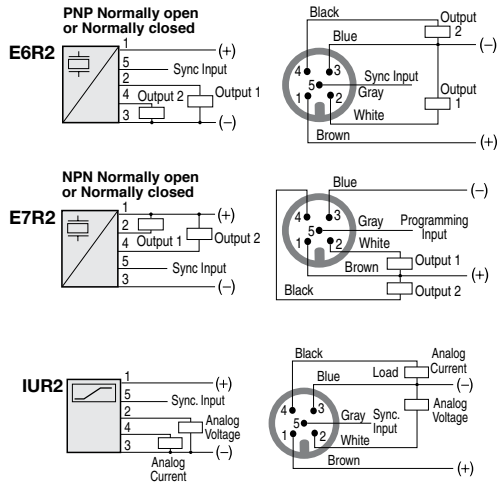 PNP Normally open
or Normally closed
E6R2
1
(+)
5
Sync Input
2
4
Output 2
Output 1
3
(–)
Black
Output
2
Blue
(–)
4
3
5
Sync Input
Gray
1
2
Output
1
White
Brown
(+)
NPN Normally open
or Normally closed
E7R2
1
(+)
2
Output 1
Output 2
4
5
Sync Input
3
(–)
Blue
(–)
4
3
5
Gray
Programming
Input
1
2
White
Output 1
Brown
(+)
Black
Output 2
IUR2
1
(+)
5
Sync. Input
2
Analog
Voltage
4
3
(–)
Analog
Current
Black
Analog
Current
Load
Blue
(–)
4
3
Analog
Voltage
5
Gray
Sync.
Input
1
2
White
Brown
(+)